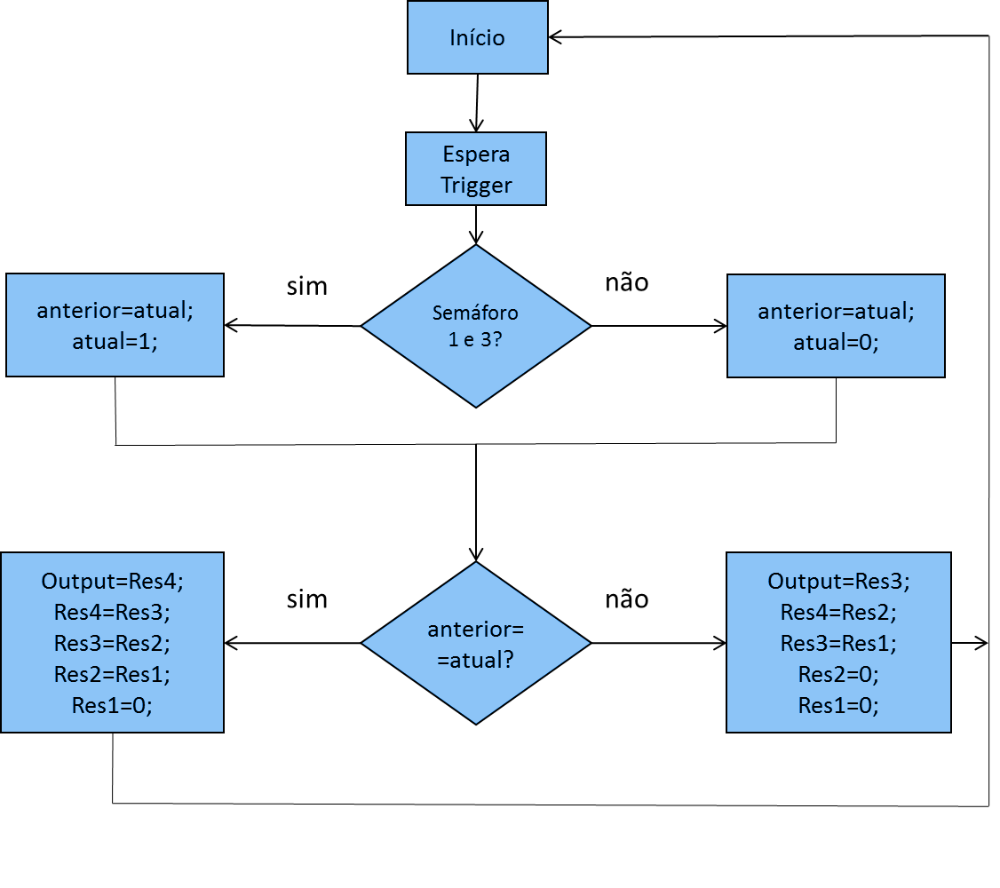 Início
Espera
Trigger
sim
não
anterior=atual;
atual=1;
Semáforo
1 e 3?
anterior=atual;
atual=0;
sim
não
Output=Res4;
Res4=Res3;
Res3=Res2;
Res2=Res1;
Res1=0;
anterior=
=atual?
Output=Res3;
Res4=Res2;
Res3=Res1;
Res2=0;
Res1=0;